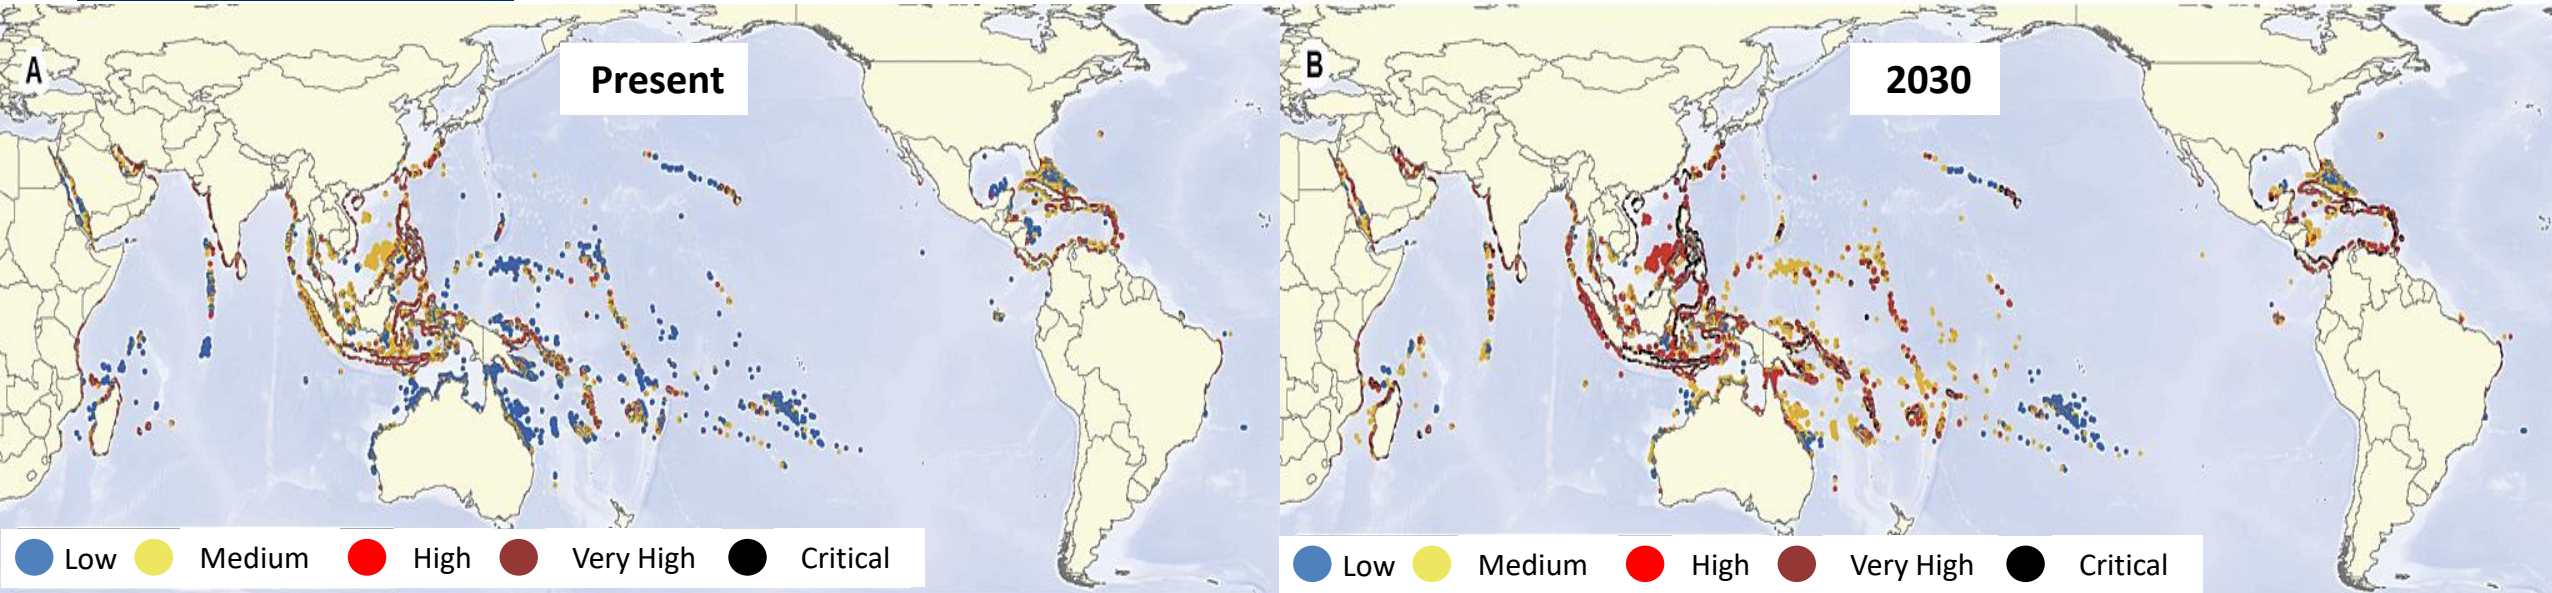 A
Present
B
2030
Low Medium High Very High Critical
Low Medium High Very High Critical